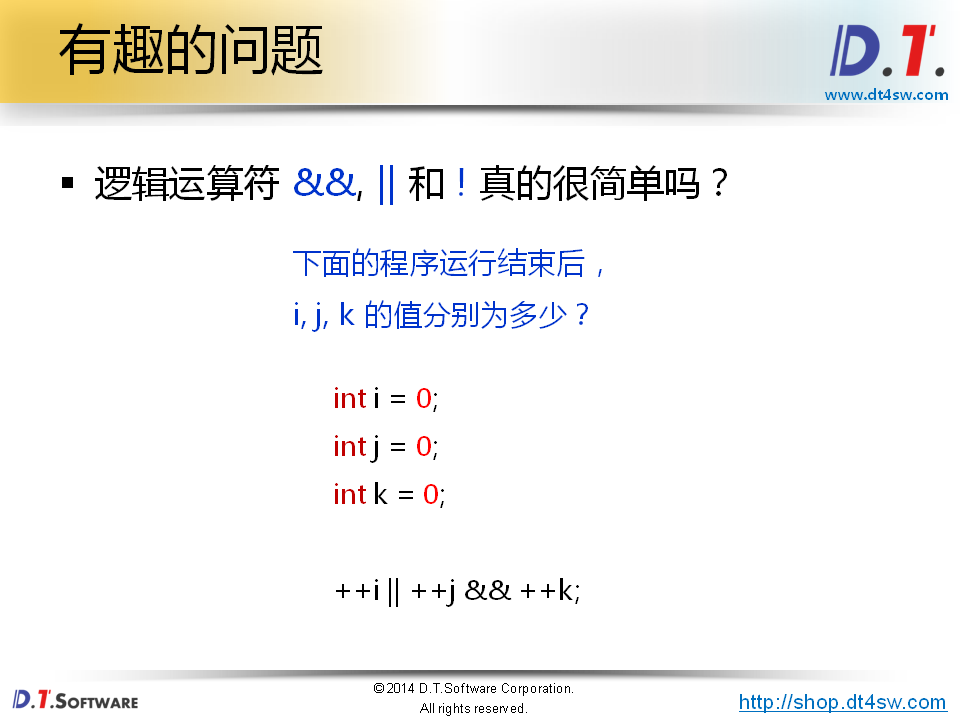 有趣的问题
D.T.
www.dt4sw.com
▪ 逻辑运算符 &&, || 和 ! 真的很简单吗？
下面的程序运行结束后，
i, j, k 的值分别为多少？
int i = 0;
int j = 0;
int k = 0;
++i || ++j && ++k;
D.T.SOFTWARE
©2014 D.T.Software Corporation.
All rights reserved.
http://shop.dt4sw.com